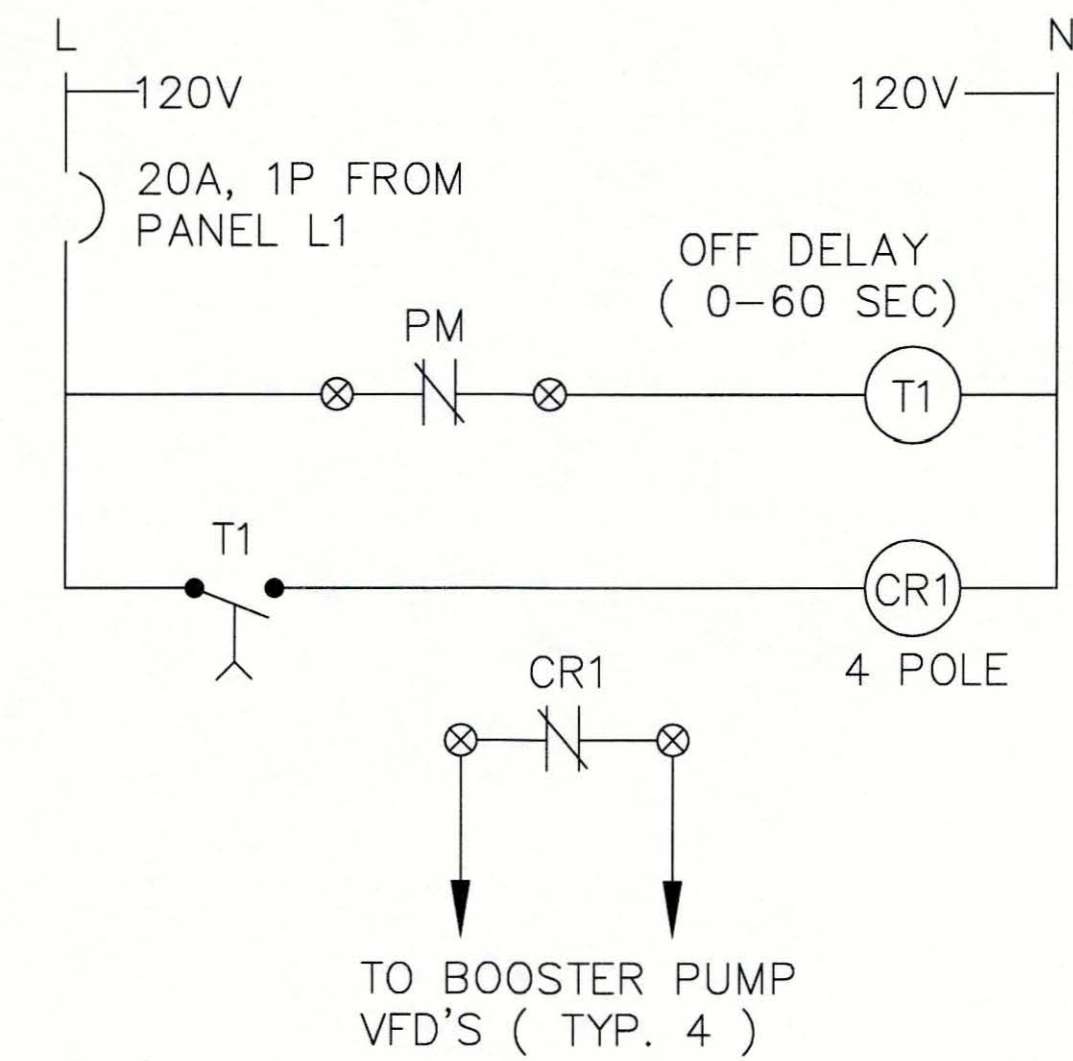 L
N
120V
120V
20A, 1P FROM
PANEL L1
OFF DELAY
( 0-60 SEC)
PM
T1
T1
CR1
4 POLE
CR1
TO BOOSTER PUMP
VFD'S ( TYP. 4 )